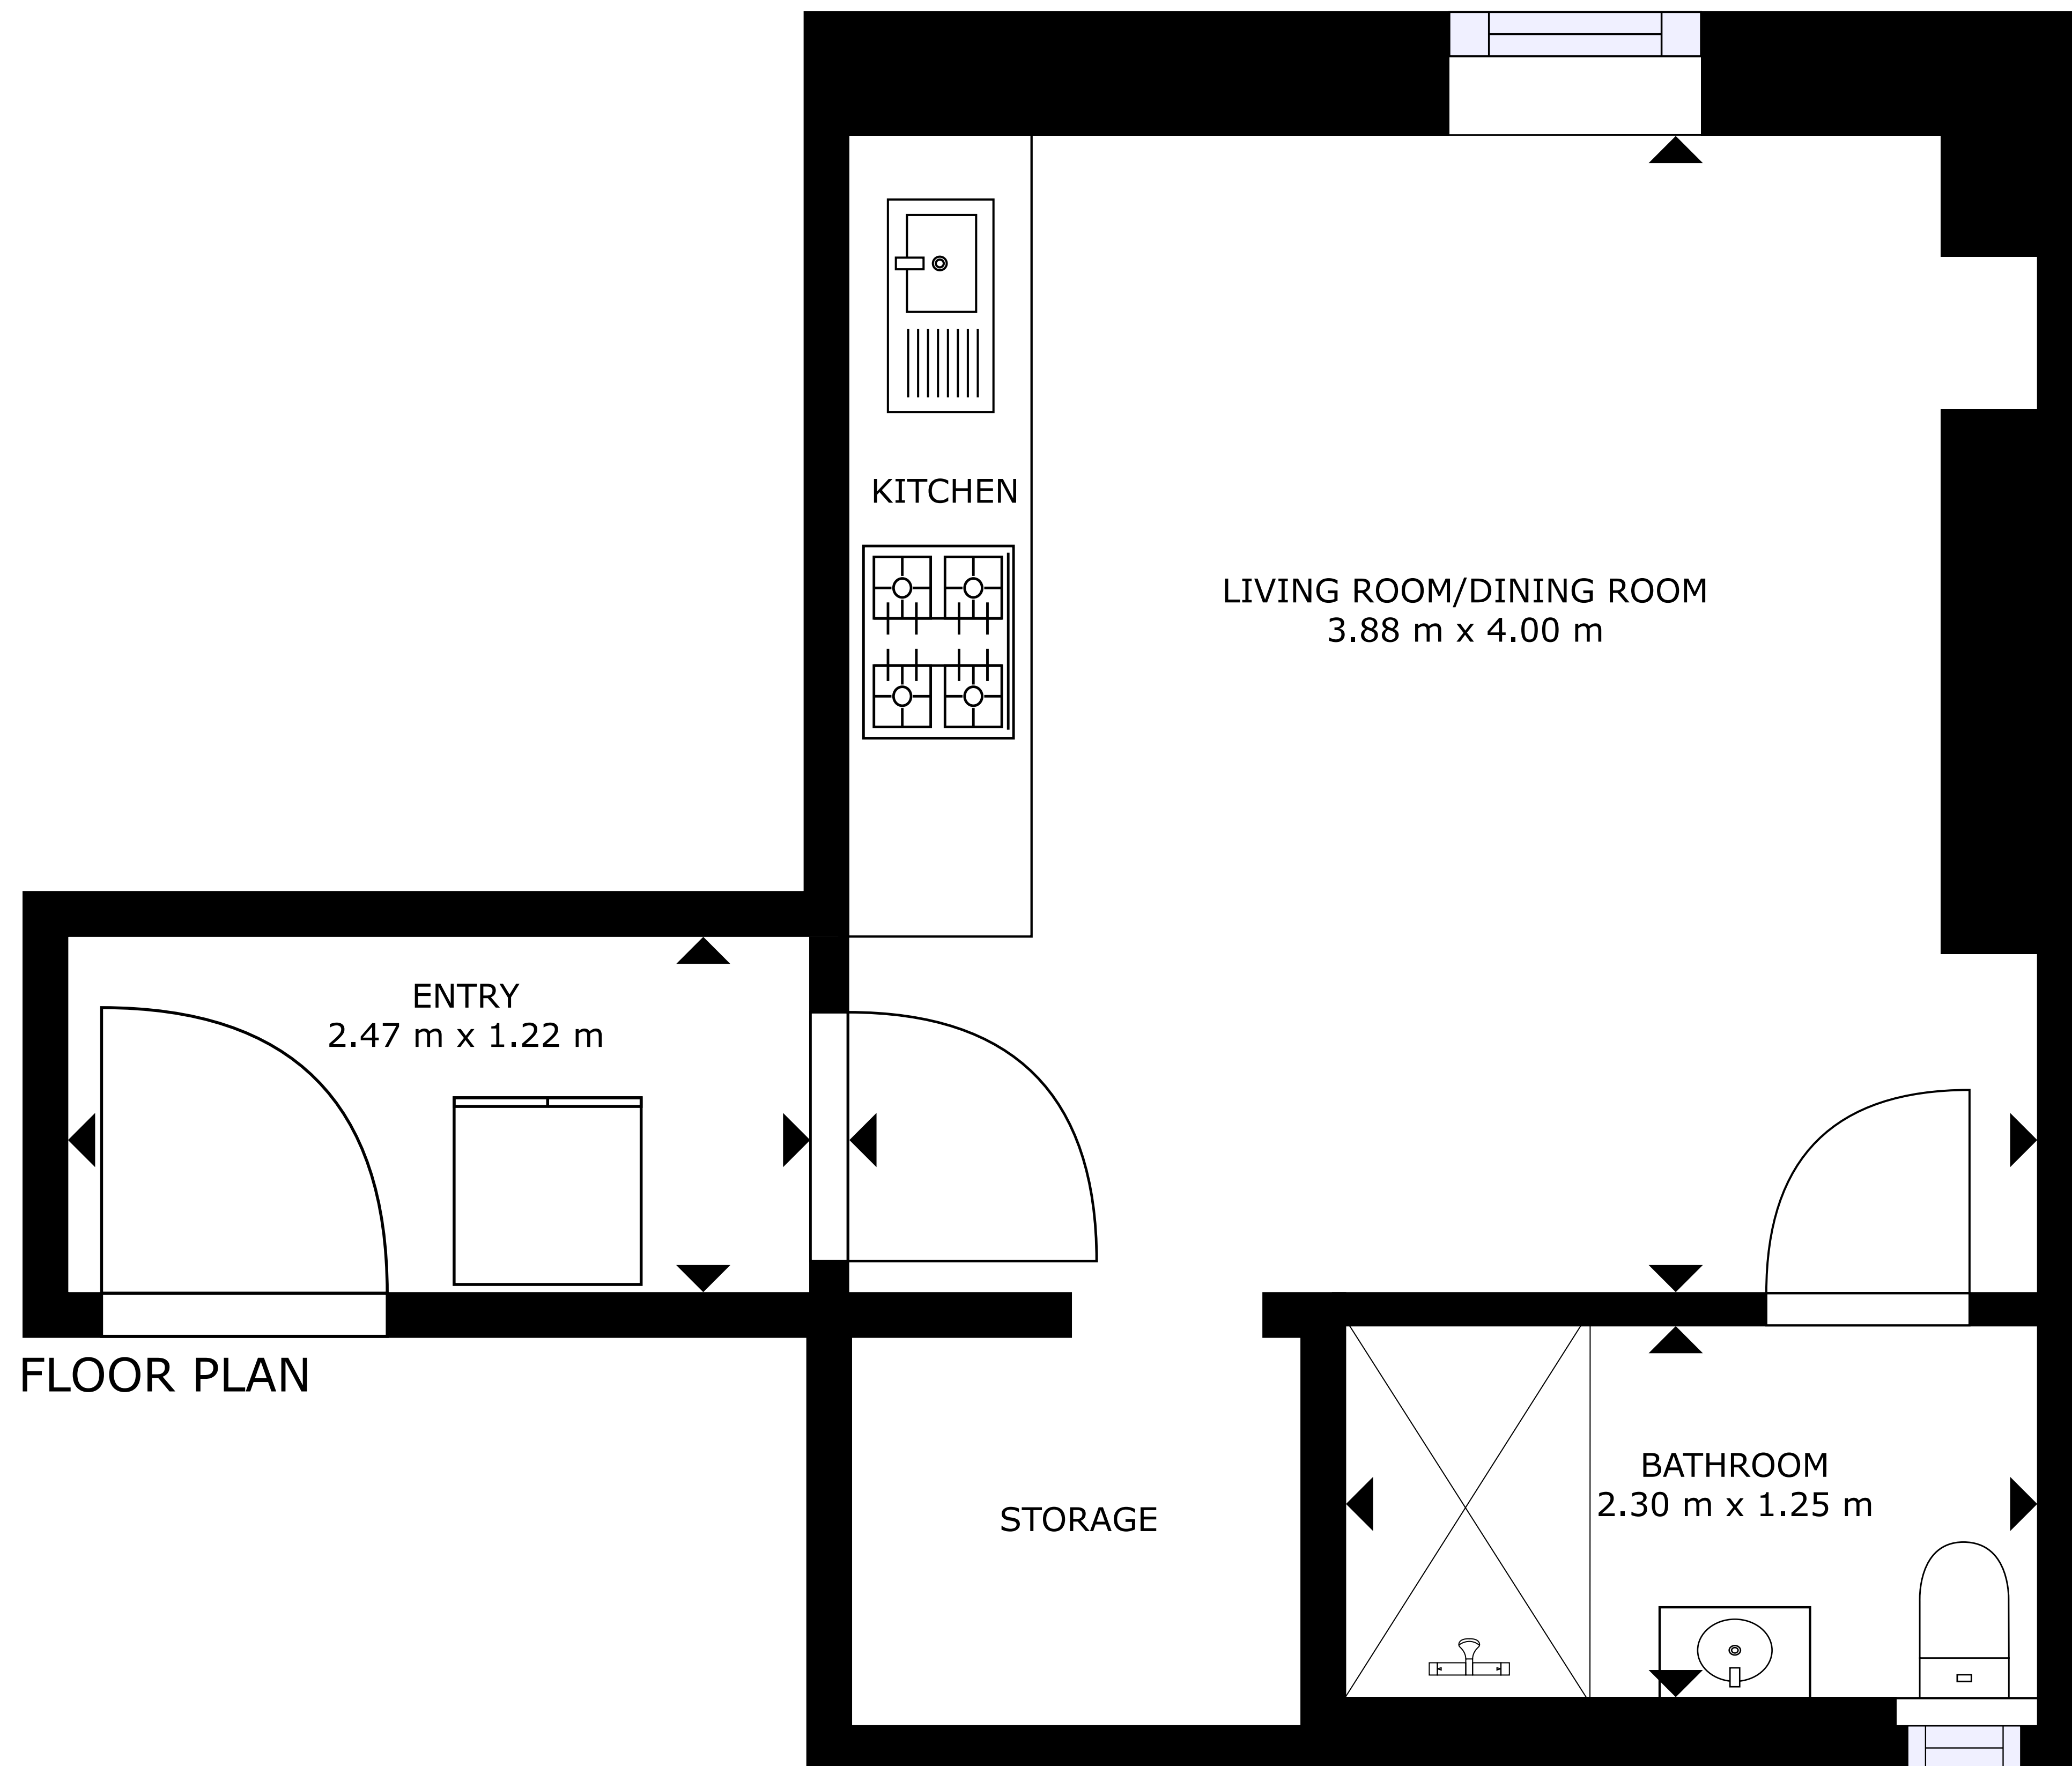 KITCHEN
LIVING ROOM/DINING ROOM
3.88 m x 4.00 m
ENTRY
2.47 m x 1.22 m
FLOOR PLAN
BATHROOM
2.30 m x 1.25 m
STORAGE